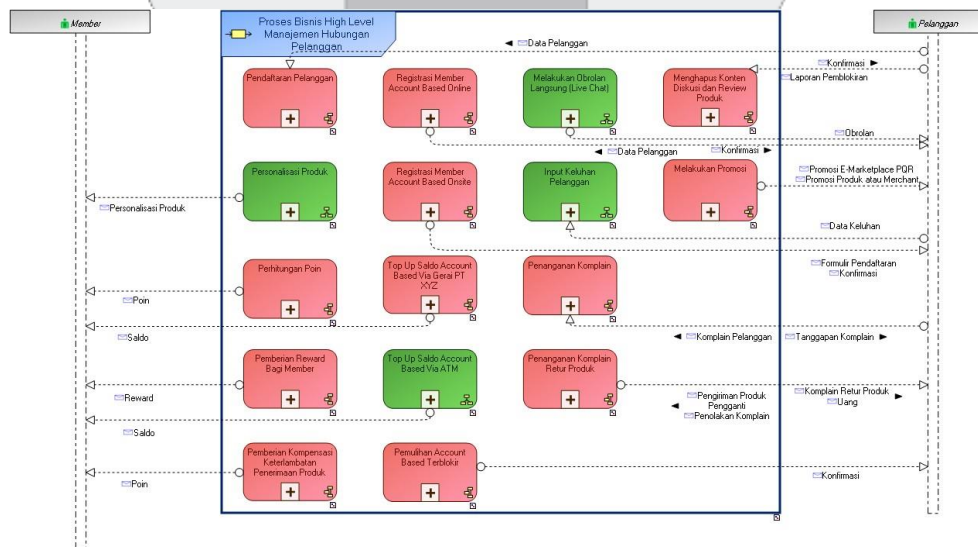 Member
Proses Bisnis High Level
Manajemen Hubungan
Pelanggan
Pelanggan
Data Pelanggan
Konfirmasi
Laporan Pemblokiran
Pendaftaran Pelanggan
Registrasi Member
Account Based Online
Melakukan Obrolan
Langsung (Live Chat)
Menghapus Konten
Diskusi dan Review
Produk
Obrolan
Data Pelanggan
Konfirmasi
Personalisasi Produk
Registrasi Member
Account Based Onsite
Input Keluhan
Pelanggan
Melakukan Promosi
Promosi E-Marketplace PQR
Promosi Produk atau Merchant
Personalisasi Produk
Data Keluhan
Perhitungan Poin
Top Up Saldo Account
Based Via Gerai PT
XYZ
Penanganan Komplain
Formulir Pendaftaran
Konfirmasi
Poin
Saldo
Komplain Pelanggan
Tanggapan Komplain
Pemberian Reward
Bagi Member
Top Up Saldo Account
Based Via ATM
Penanganan Komplain
Retur Produk
Reward
Pengiriman Produk
Pengganti
Penolakan Komplain
Komplain Retur Produk
Uang
Saldo
Pemberian Kompensasi
Keterlambatan
Penerimaan Produk
Pemulihan Account
Based Terblokir
Poin
Konfirmasi